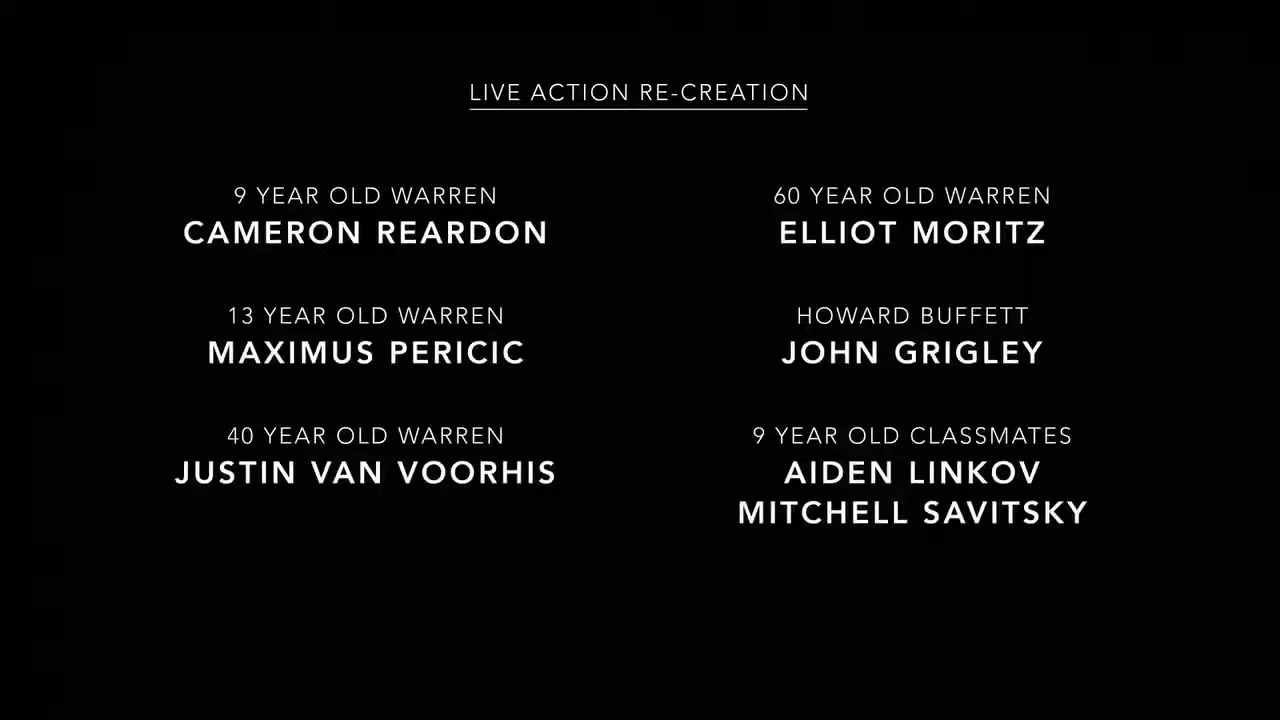 LIVE ACTION RE-CREATION
9 YEAR OLD WARREN
CAMERON REARDON
13 YEAR OLD WARREN
MAXIMUS PERICIC
40 YEAR OLD WARREN
JUSTIN VAN VOORHIS
60 YEAR OLD WARREN
ELLIOT MORITZ
HOWARD BUFFETT
JOHN GRIGLEY
9 YEAR OLD CLASSMATES
AIDEN LINKOV
MITCHELL SAVITSKY